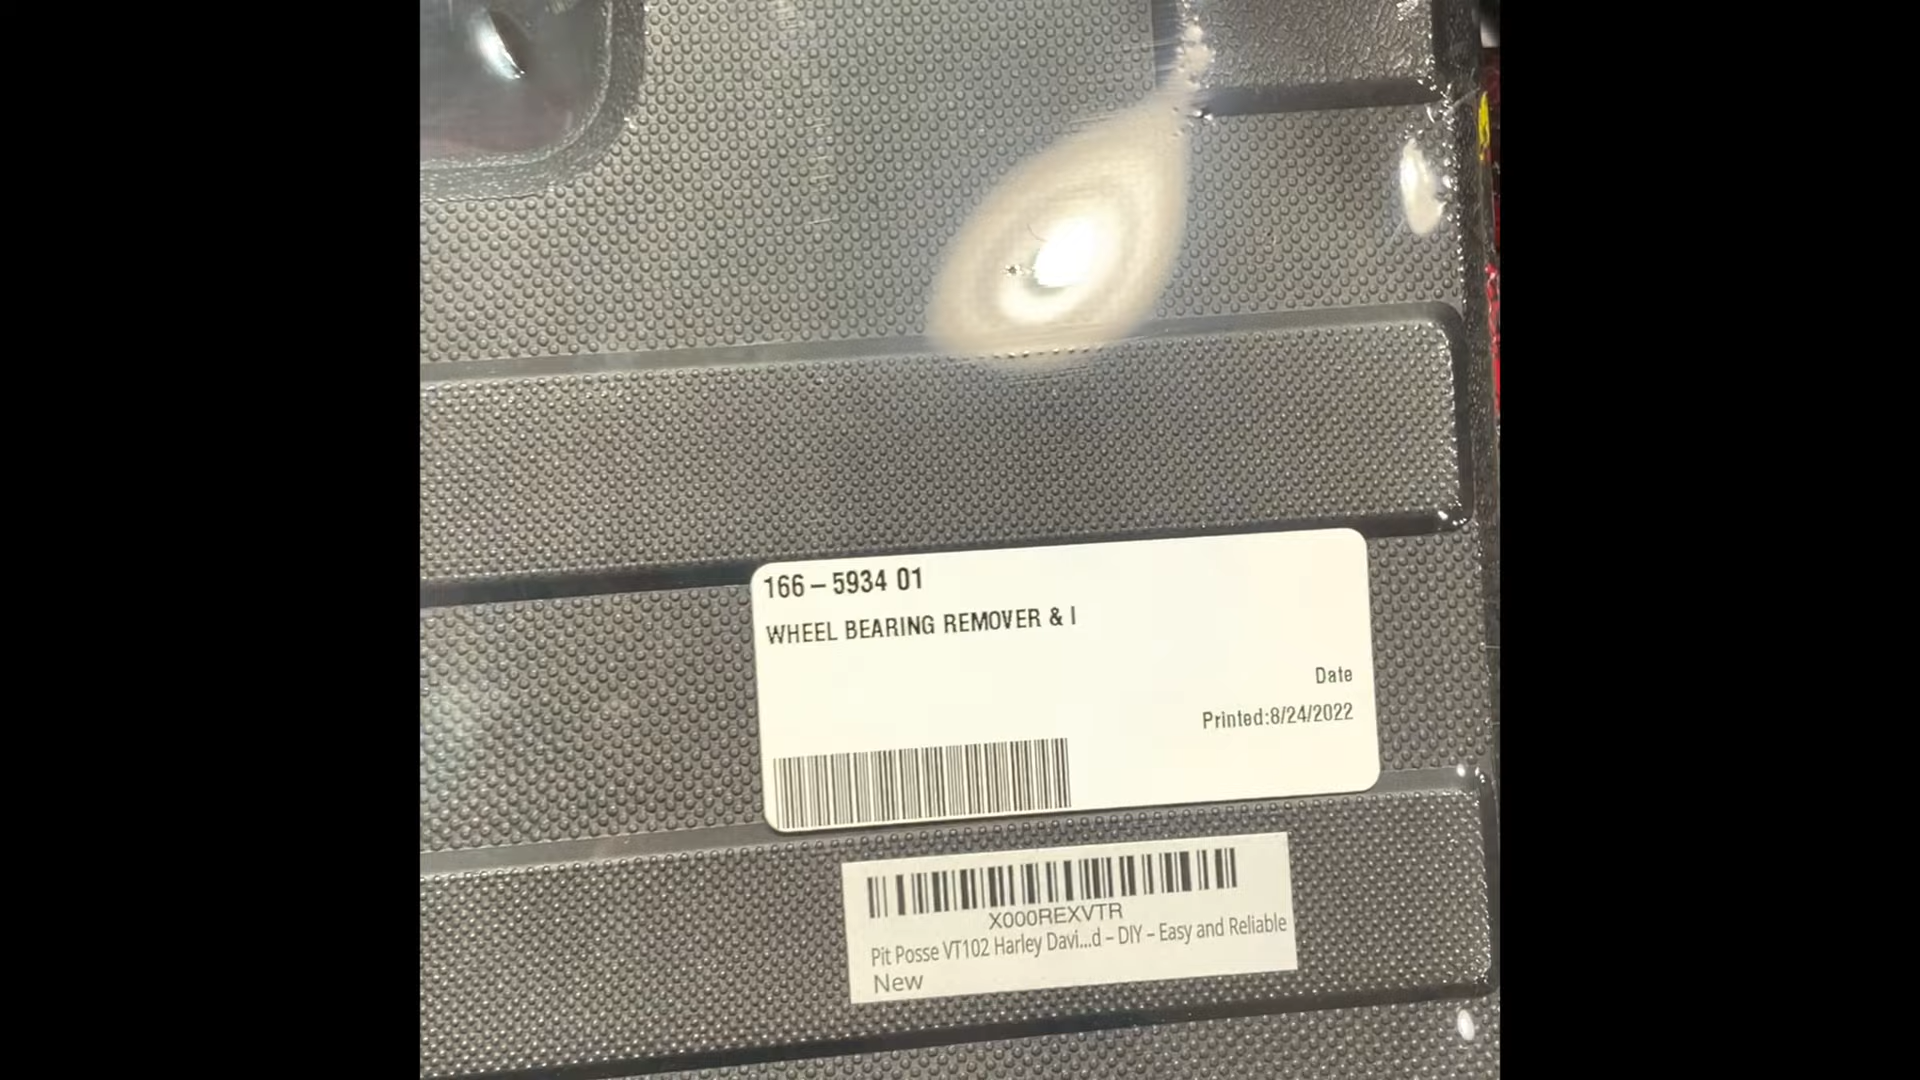 166–5934 01
WHEEL BEARING REMOVER & I
Date
Printed:8/24/2022
X000REXVTR
Pit Posse VT102 Harley Davi...d – DIY – Easy and Reliable
New